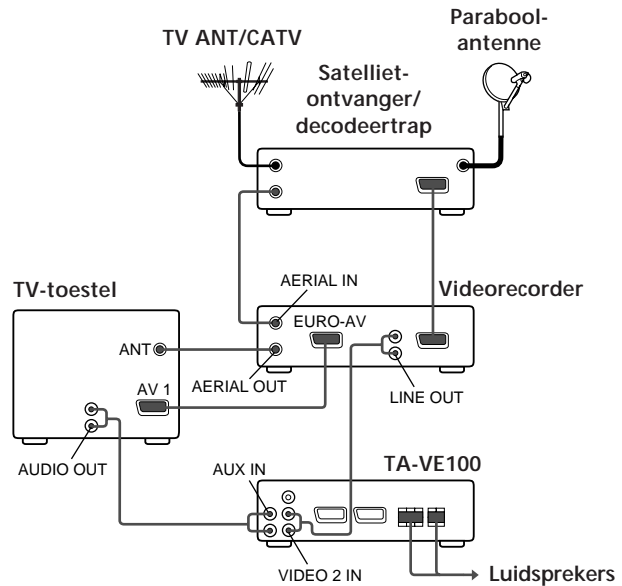 Parabool-
antenne
TV ANT/CATV
Satelliet-
ontvanger/
decodeertrap
AERIAL IN
TV-toestel
Videorecorder
EURO-AV
ANT
AERIAL OUT
AV 1
LINE OUT
AUDIO OUT
AUX IN
TA-VE100
VIDEO 2 IN
Luidsprekers